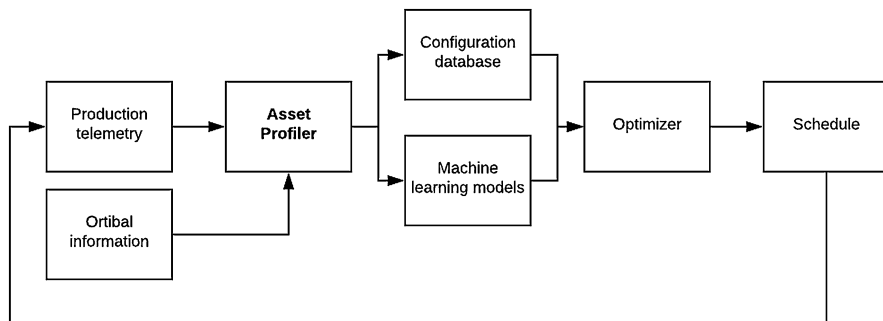 Production
telemetry
Ortibal
information
Asset
Profiler
Configuration
database
Machine
learning models
Optimizer
Schedule